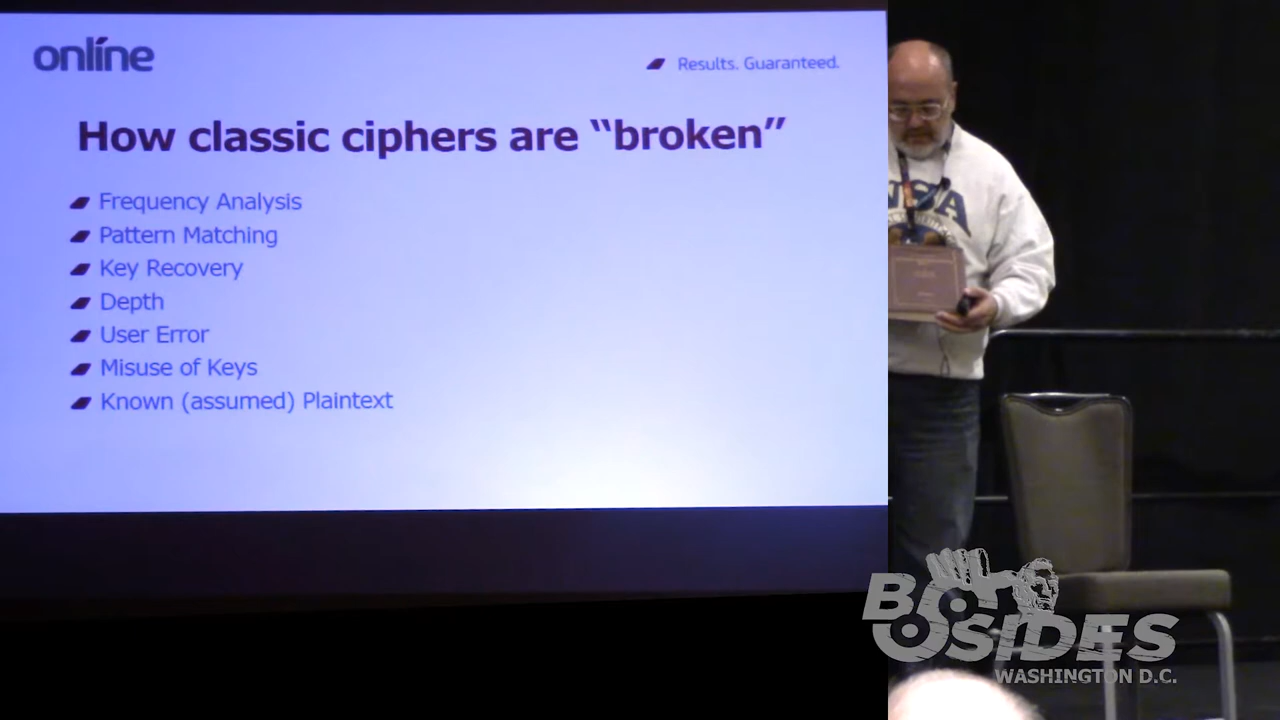 online
Results. Guaranteed.
How classic ciphers are “broken”
Frequency Analysis
Pattern Matching
Key Recovery
Depth
User Error
Misuse of Keys
Known (assumed) Plaintext
BSIDES
WASHINGTON D.C.